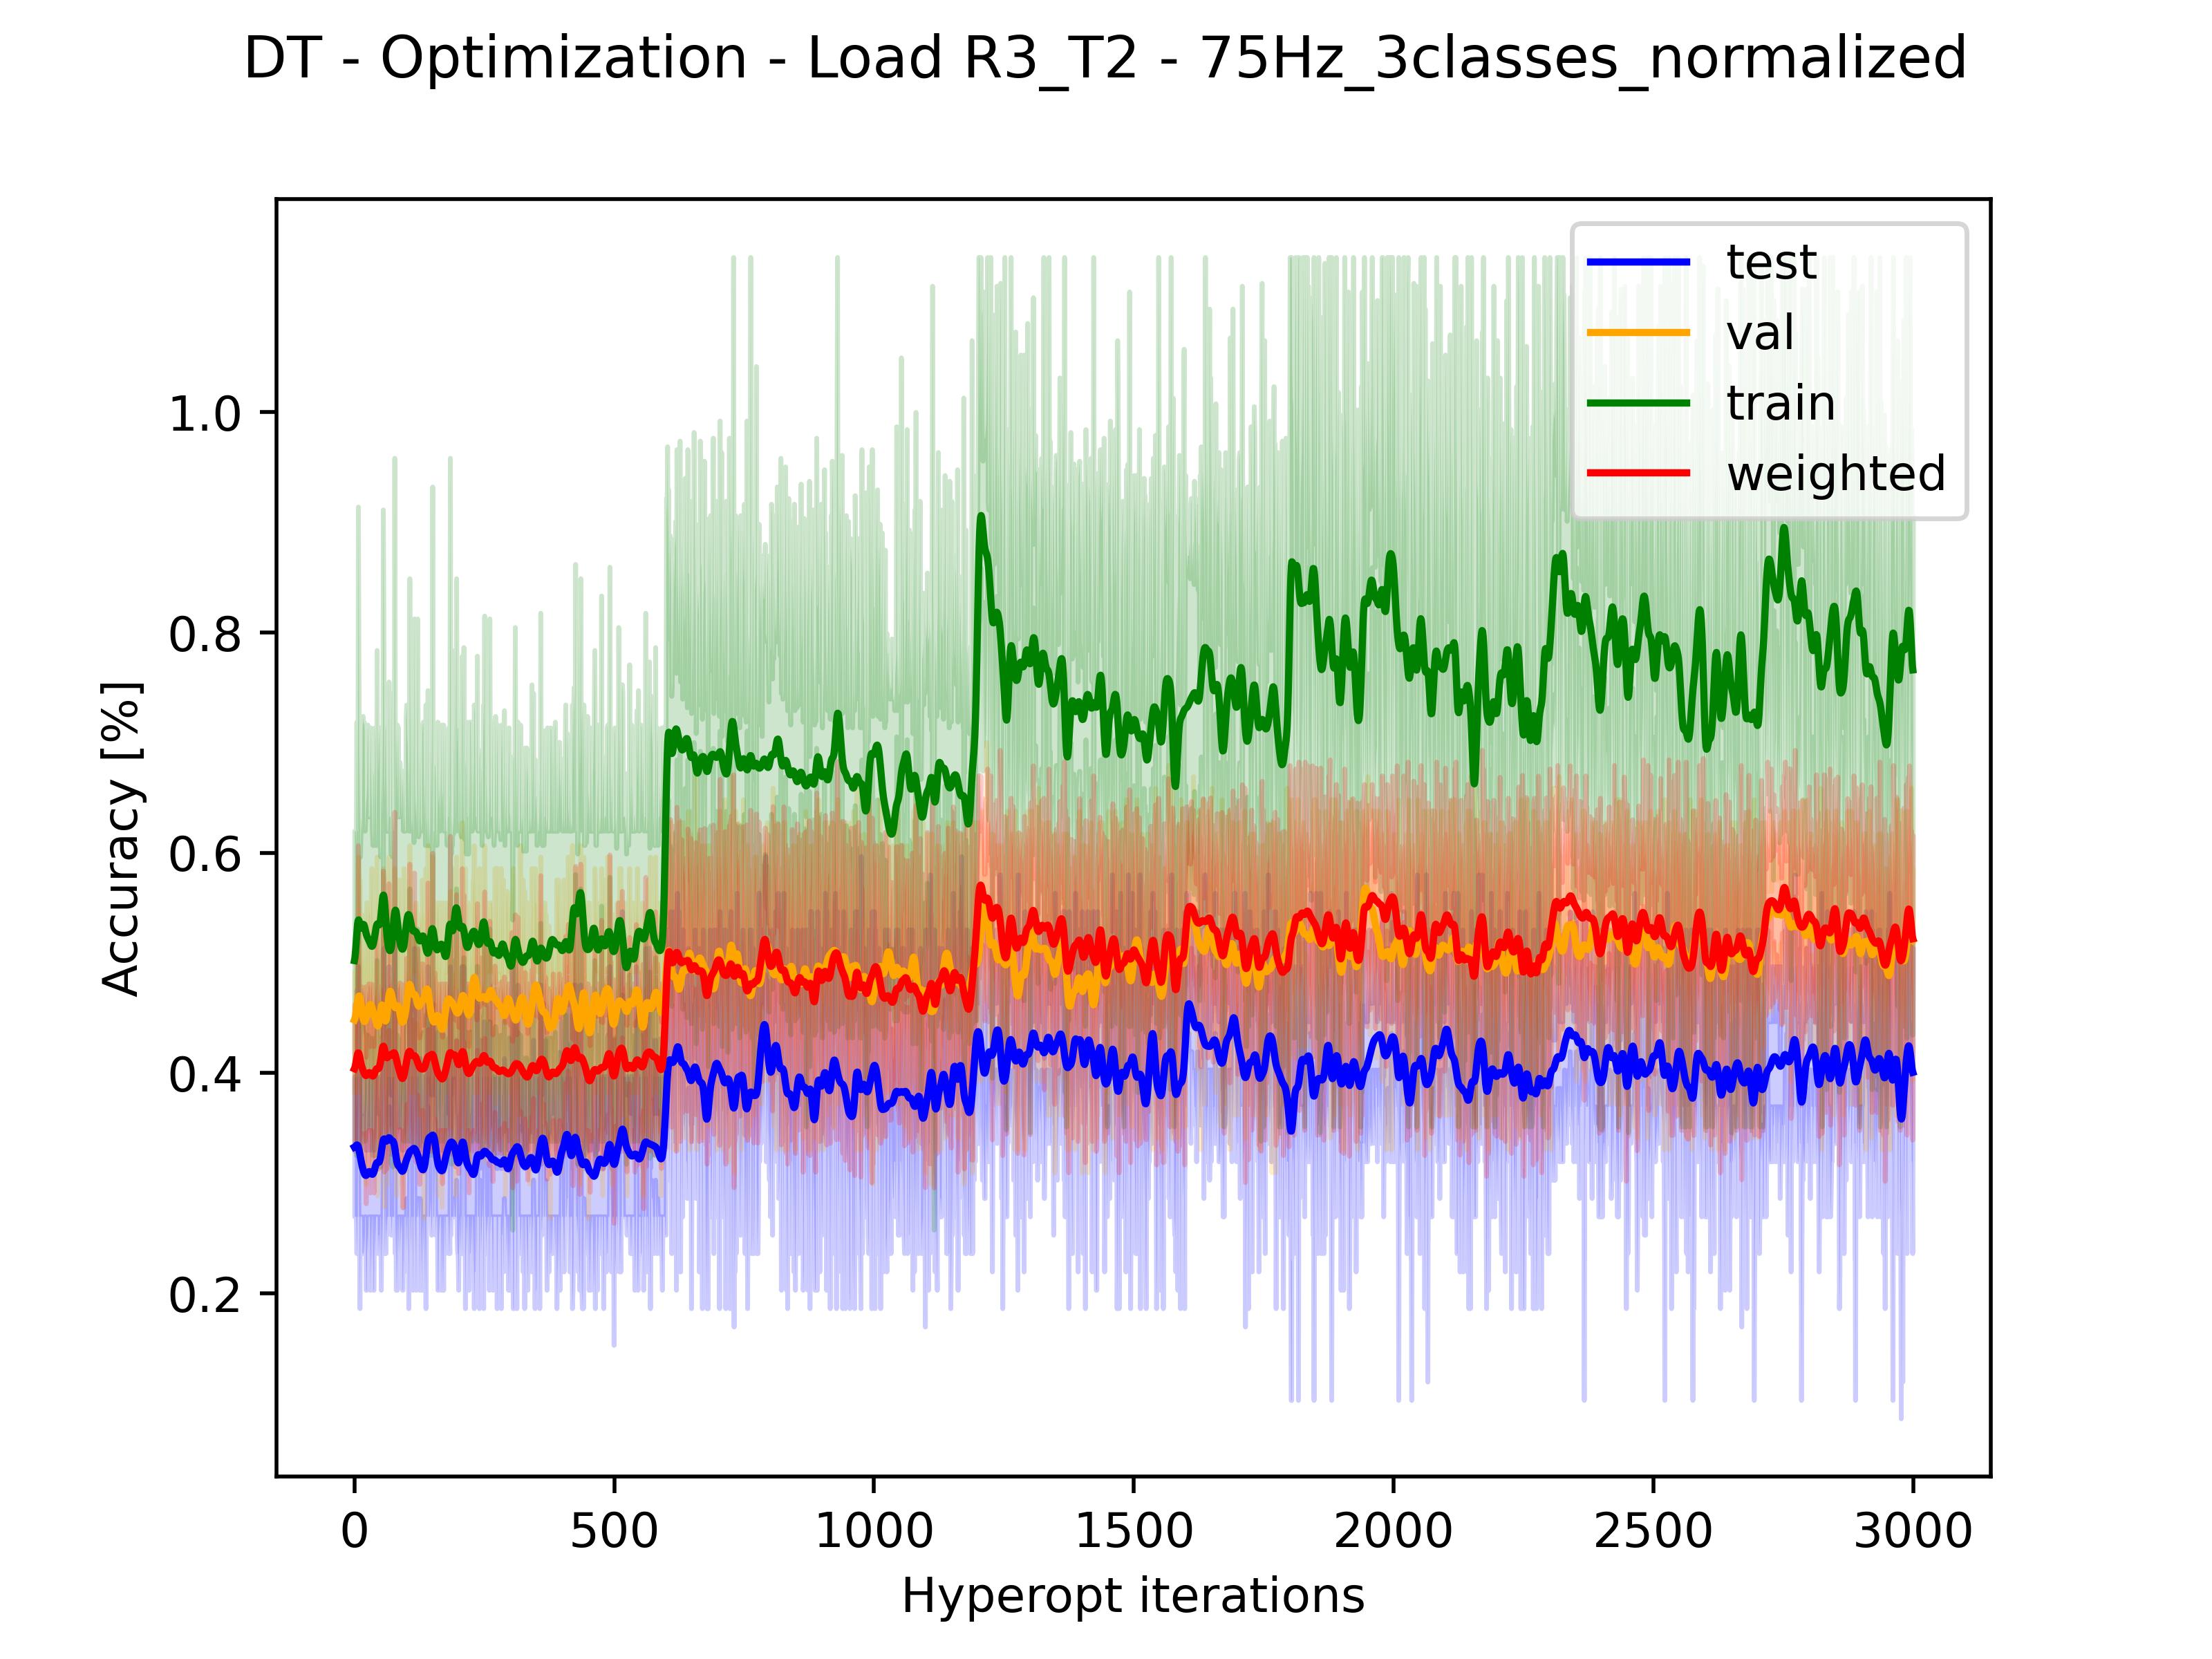 DT - Optimization - Load R3_T2 - 75Hz_3classes_normalized
test
val
train
weighted
Accuracy [%]
1.0
0.8
0.6
0.4
0.2
0 500 1000 1500 2000 2500 3000
Hyperopt iterations